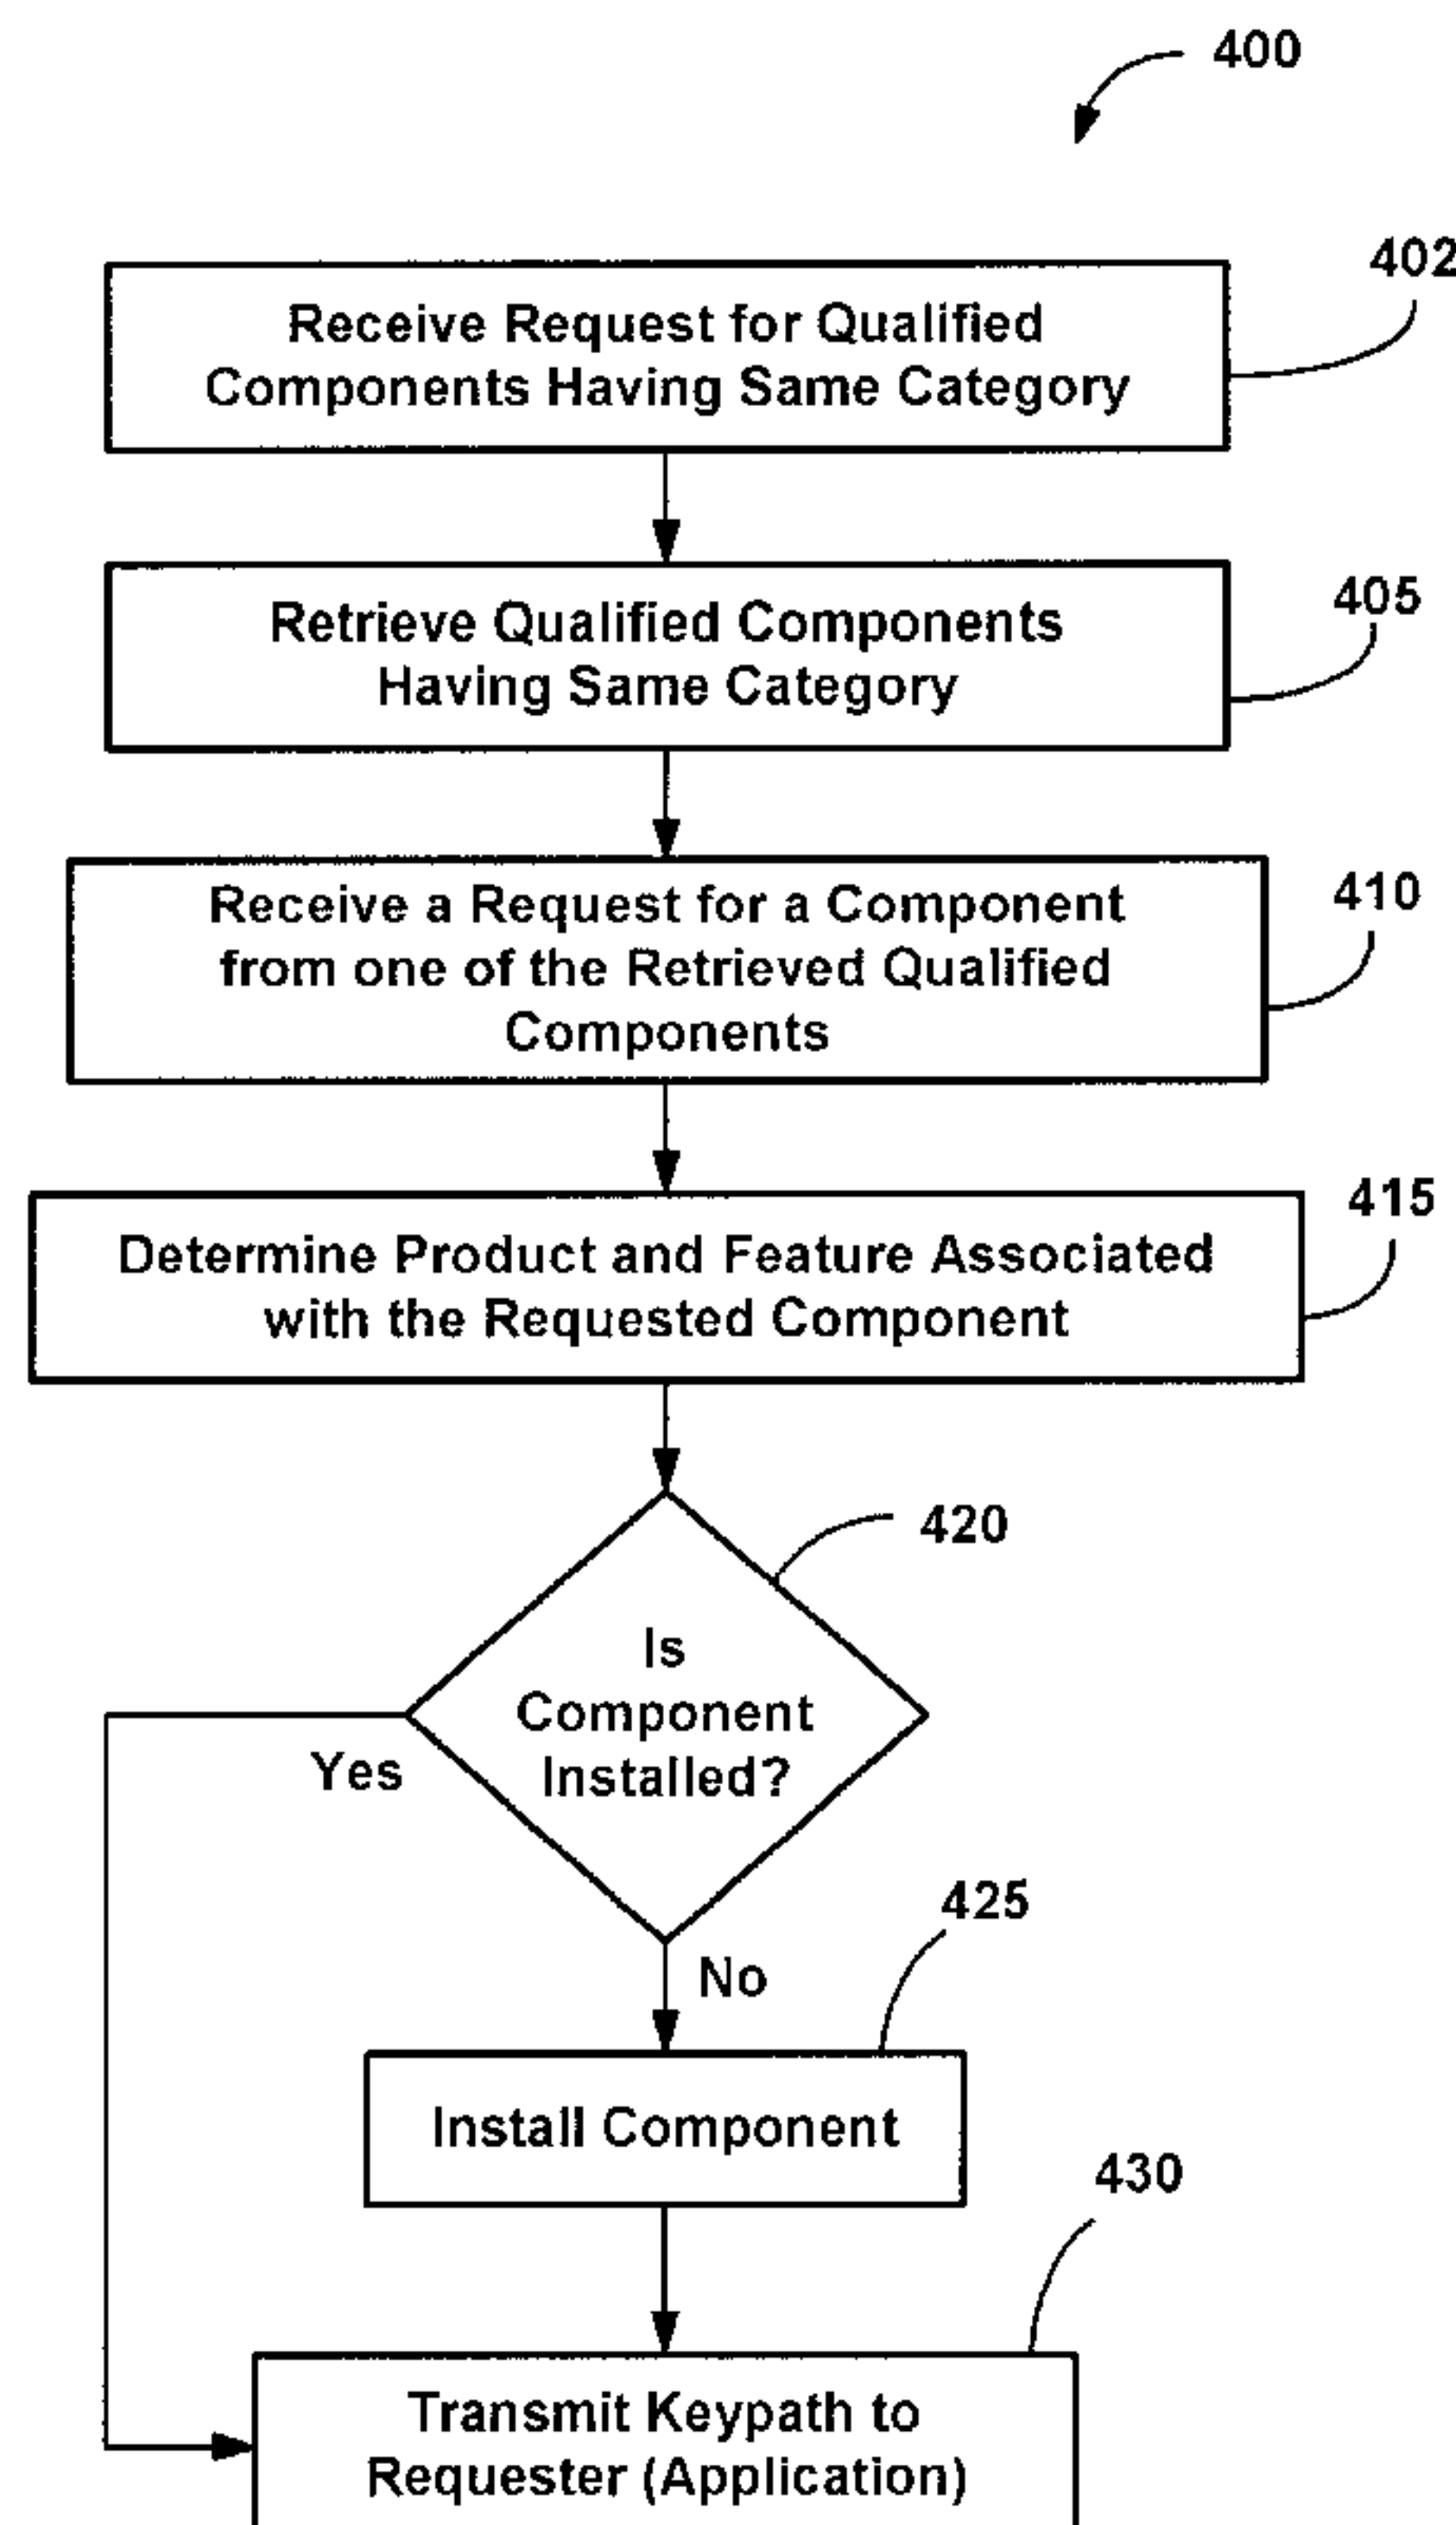 400
402
Receive Request for Qualified
Components Having Same Category
405
Retrieve Qualified Components
Having Same Category
410
Receive a Request for a Component
from one of the Retrieved Qualified
Components
415
Determine Product and Feature Associated
with the Requested Component
420
Is
Component
Installed?
Yes
425
No
Install Component
430
Transmit Keypath to
Requester (Application)